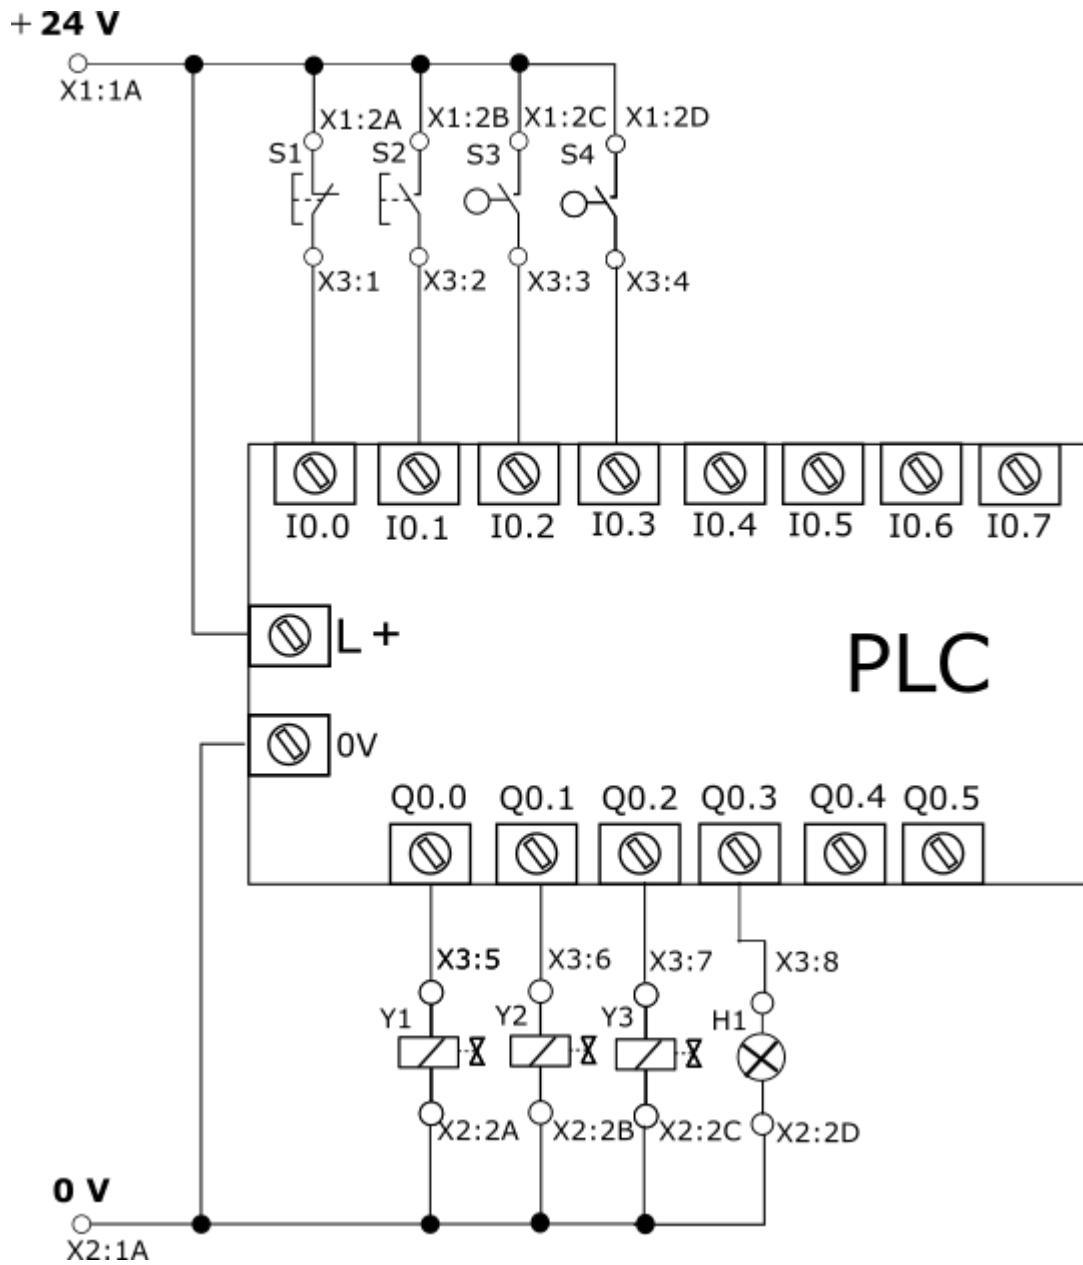 + 24 V
X1:1A
X1:2A X1:2B X1:2C X1:2D
S1 S2 S3 S4
X3:1 X3:2 X3:3 X3:4
I0.0 I0.1 I0.2 I0.3 I0.4 I0.5 I0.6 I0.7
L +
PLC
0V
Q0.0 Q0.1 Q0.2 Q0.3 Q0.4 Q0.5
X3:5 X3:6 X3:7 X3:8
Y1 Y2 Y3 H1
X2:2A X2:2B X2:2C X2:2D
0 V
X2:1A